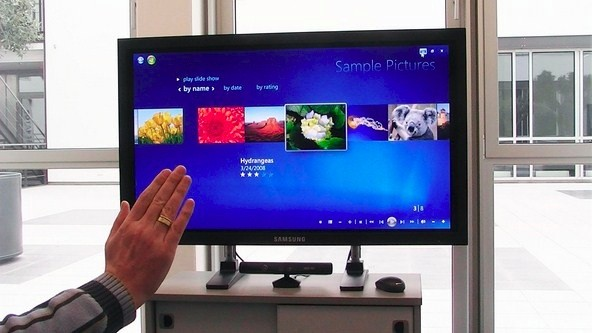 Sample Pictures
▸ play slide show
‹ by name › by date by rating
Hydrangeas
3/24/2008
3 | 8
SAMSUNG